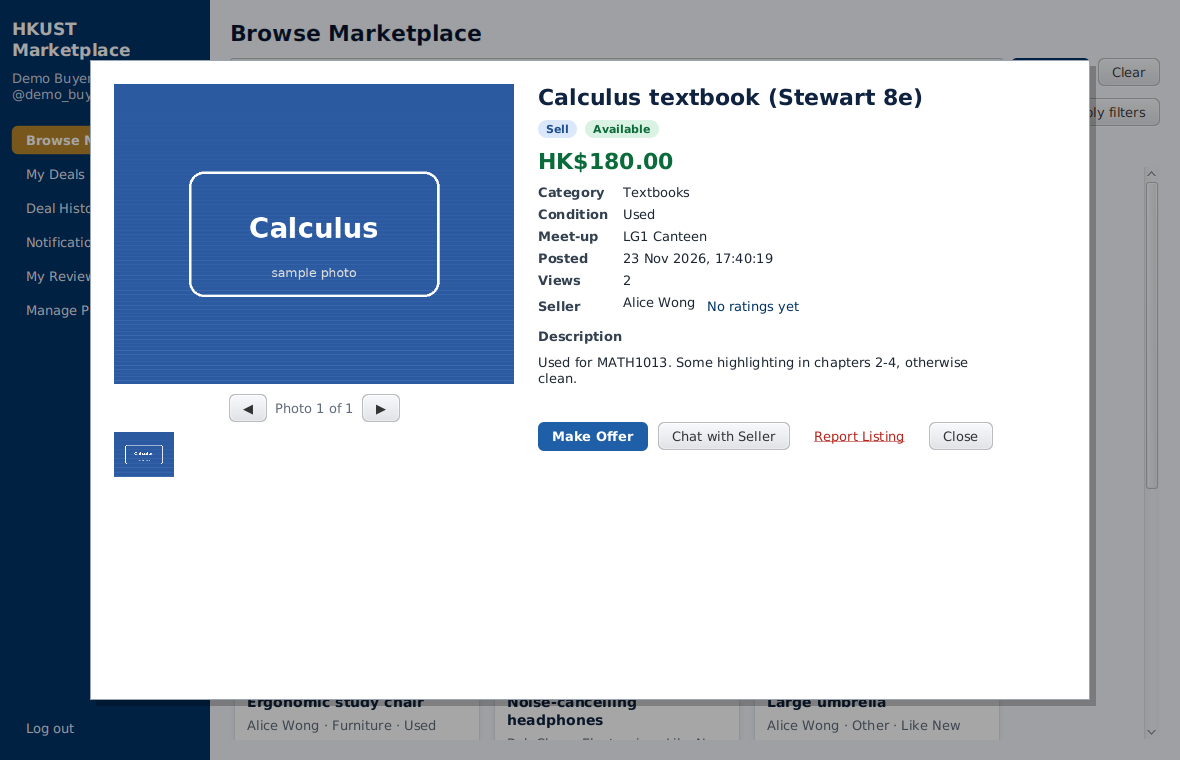 HKUST
Marketplace
Demo Buyer
@demo_buy
Browse
My Deals
Deal
My
Manage
Log out
Browse Marketplace
Clear
filters
Calculus
sample photo
◀ Photo 1 of 1 ▶
Calculus textbook (Stewart 8e)
Sell Available
HK$180.00
Category Textbooks
Condition Used
Meet-up LG1 Canteen
Posted 23 Nov 2026, 17:40:19
Views 2
Seller Alice Wong No ratings yet
Description
Used for MATH1013. Some highlighting in chapters 2-4, otherwise
clean.
Make Offer Chat with Seller Report Listing Close
Ergonomic study chair
Alice Wong · Furniture · Used
Noise-cancelling
headphones
Large umbrella
Alice Wong · Other · Like New